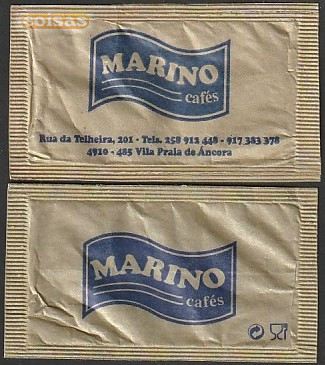 coisas
MARINO
cafés
Rua da Telheira, 201 - Tels. 258 912 448 - 917 383 378
4910 - 485 Vila Praia de Âncora
MARINO
cafés